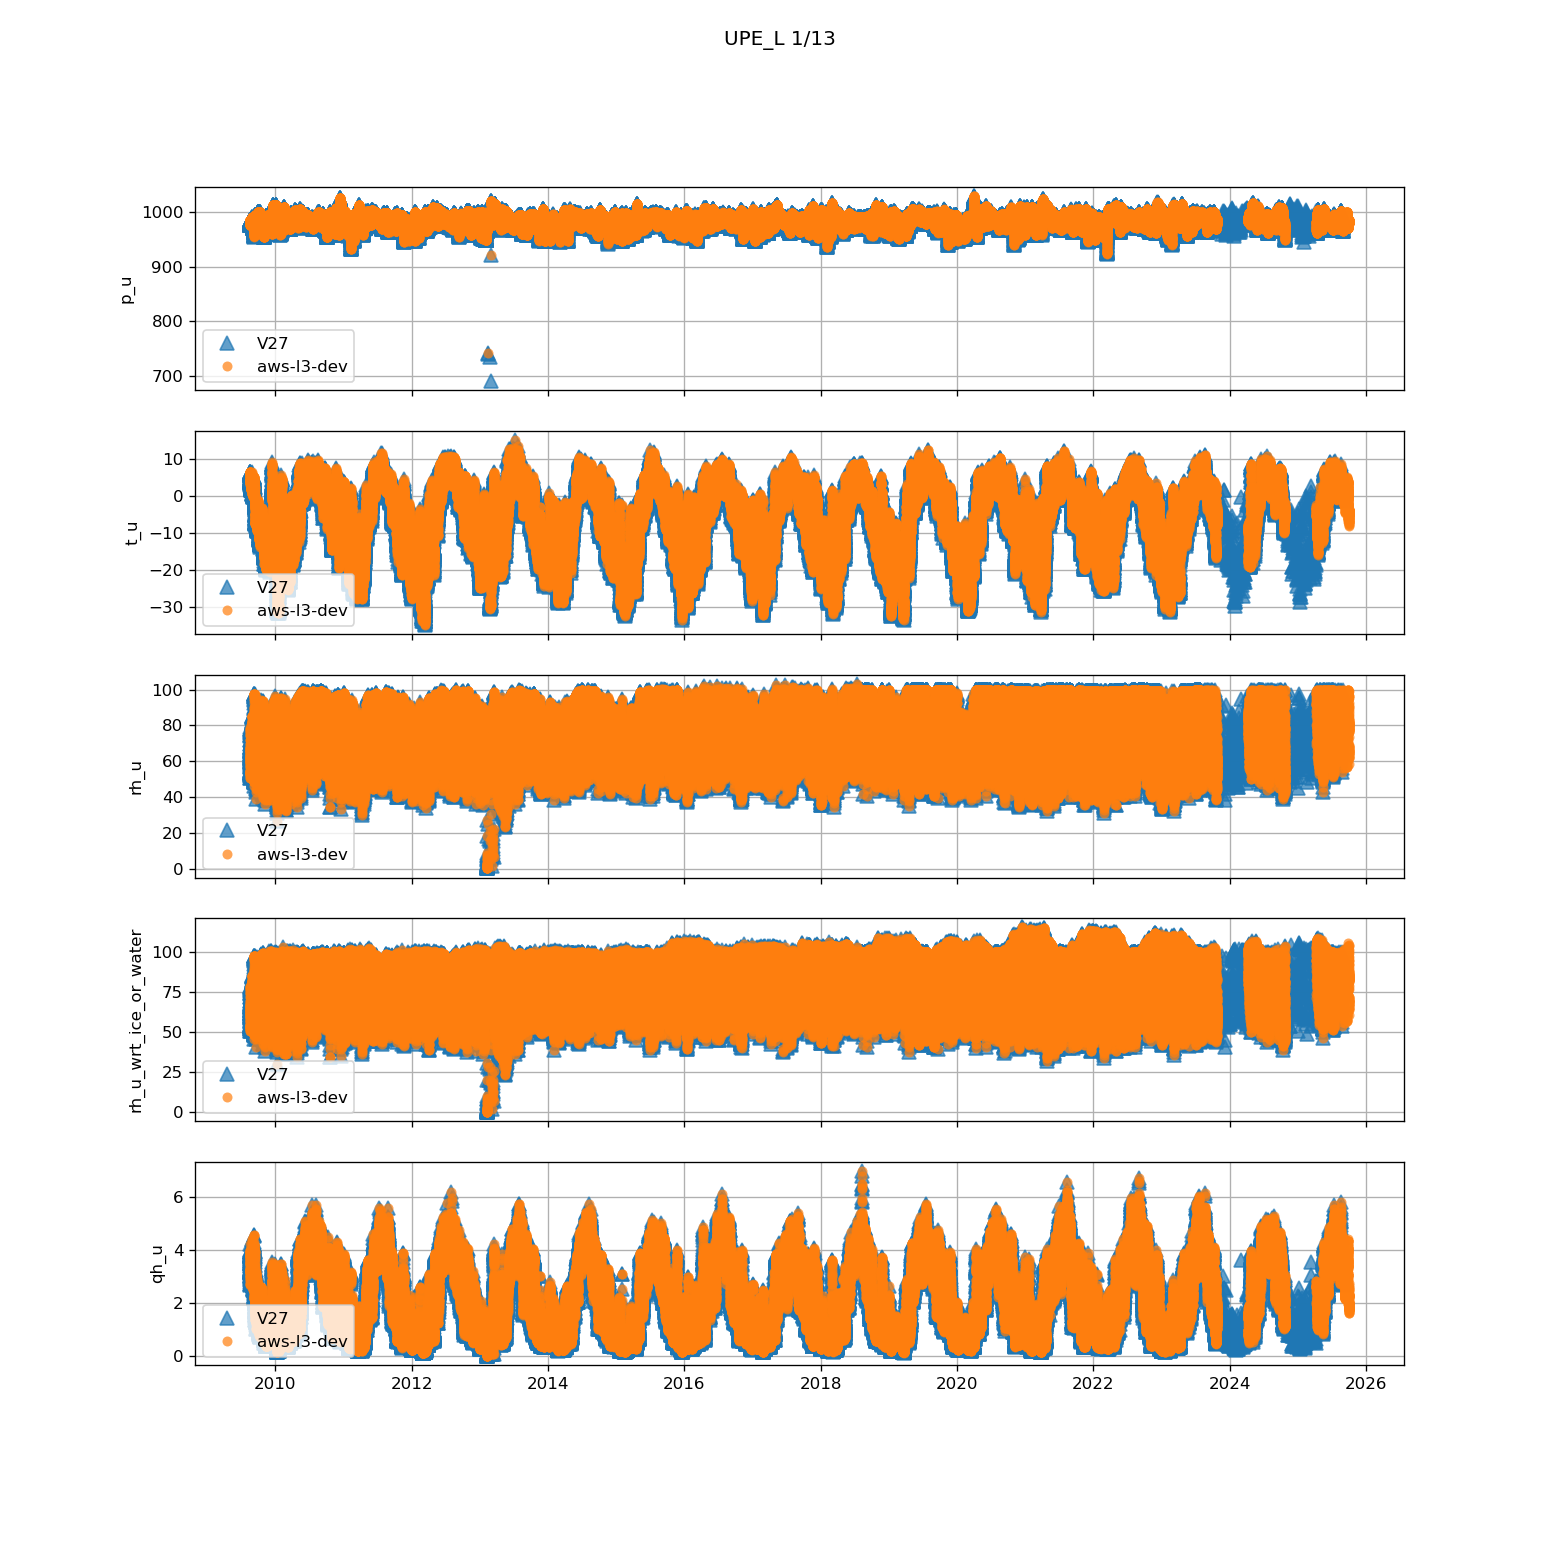 UPE_L 1/13
1000
900
800
700
p_u
V27
aws-l3-dev
10
0
−10
−20
−30
t_u
V27
aws-l3-dev
100
80
60
40
20
0
rh_u
V27
aws-l3-dev
100
75
50
25
0
rh_u_wrt_ice_or_water
V27
aws-l3-dev
6
4
2
0
qh_u
V27
aws-l3-dev
2010 2012 2014 2016 2018 2020 2022 2024 2026